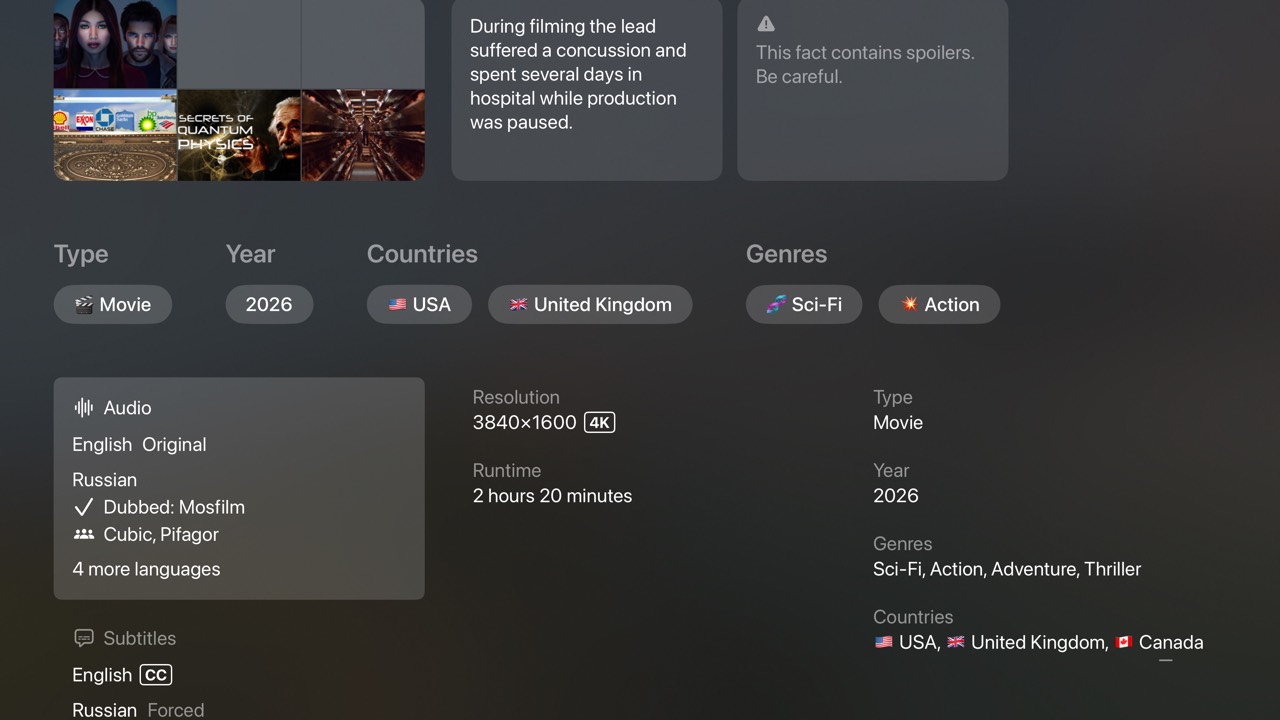 During filming the lead
suffered a concussion and
spent several days in
hospital while production
was paused.
This fact contains spoilers.
Be careful.
EXON
CHASE
bp
SECRETS OF
QUANTUM
PHYSICS
Type
Movie
Year
2026
Countries
USA
United Kingdom
Genres
Sci-Fi
Action
Audio
English Original
Russian
Dubbed: Mosfilm
Cubic, Pifagor
4 more languages
Subtitles
English CC
Russian Forced
Resolution
3840×1600 4K
Runtime
2 hours 20 minutes
Type
Movie
Year
2026
Genres
Sci-Fi, Action, Adventure, Thriller
Countries
USA, United Kingdom, Canada